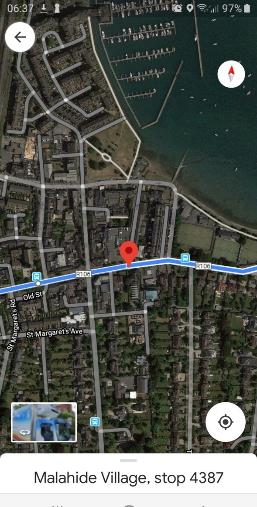 06:37
97%
R106
R106
Old St
St Margaret's Rd
St Margaret's Ave
Malahide Village, stop 4387